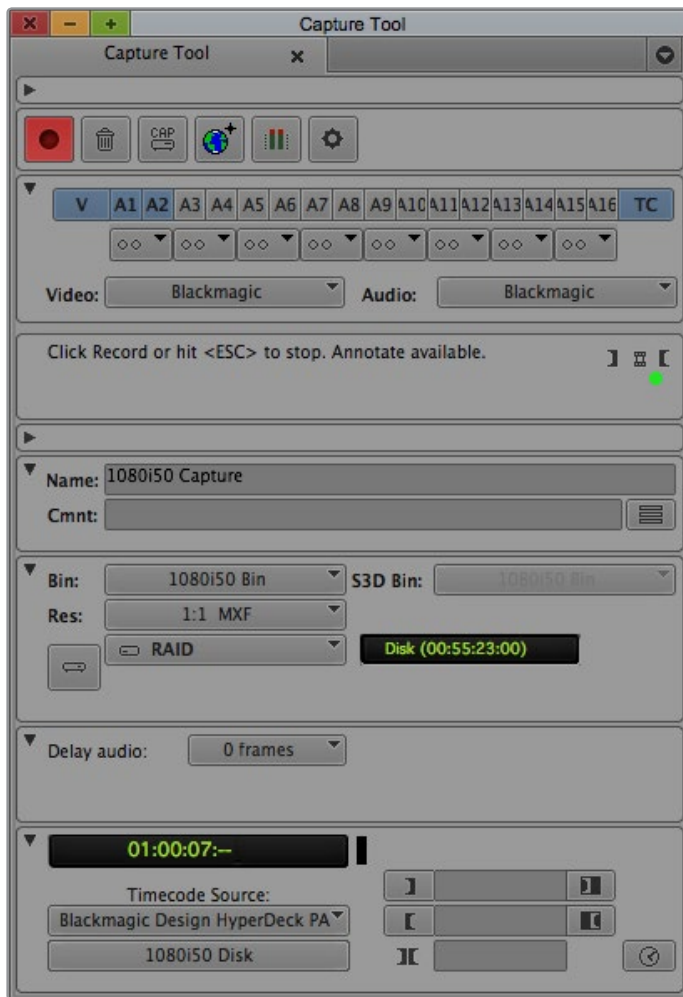 Capture Tool
Capture Tool
CAP
V A1 A2 A3 A4 A5 A6 A7 A8 A9 A10 A11 A12 A13 A14 A15 A16 TC
Video: Blackmagic Audio: Blackmagic
Click Record or hit <ESC> to stop. Annotate available.
Name: 1080i50 Capture
Cmnt:
Bin: 1080i50 Bin S3D Bin: 1080i50 Bin
Res: 1:1 MXF
RAID Disk (00:55:23:00)
Delay audio: 0 frames
01:00:07:--
Timecode Source:
Blackmagic Design HyperDeck PA
1080i50 Disk